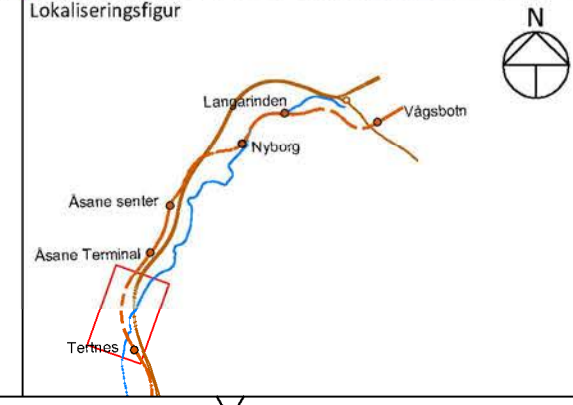 Lokaliseringsfigur
N
Langarinden
Vågsbotn
Nyborg
Åsane senter
Åsane Terminal
Tertnes